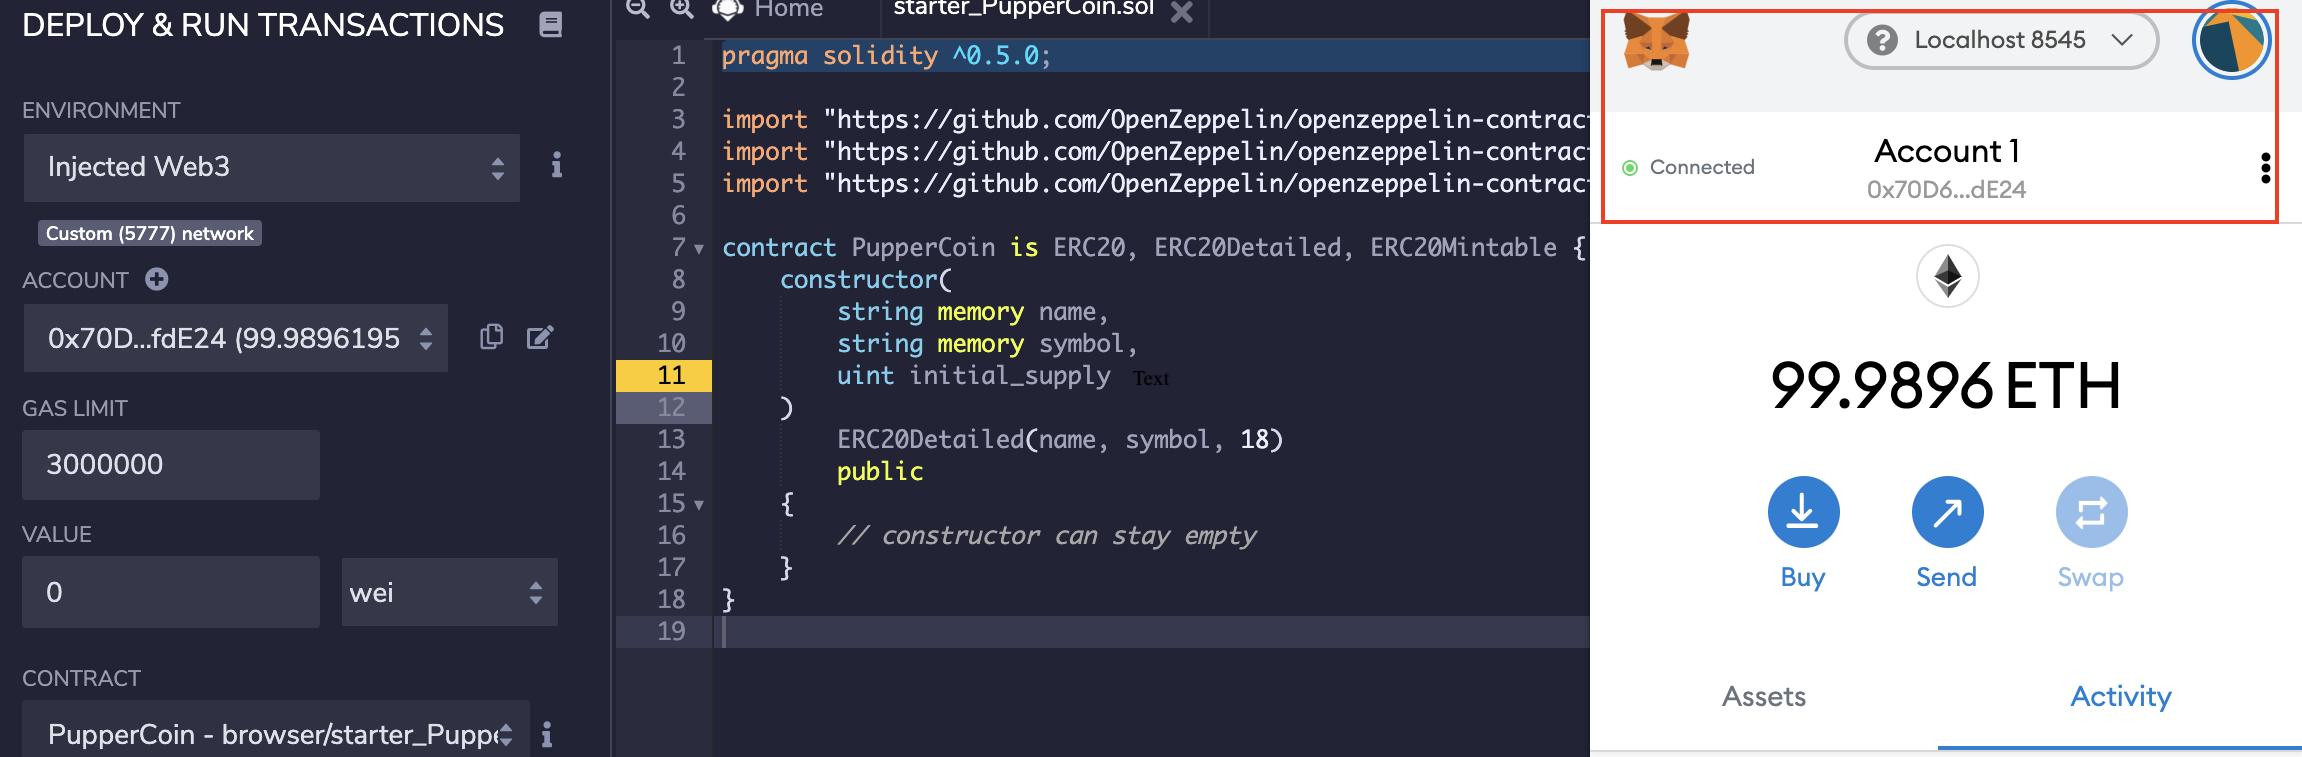 DEPLOY & RUN TRANSACTIONS
ENVIRONMENT
Injected Web3
Custom (5777) network
ACCOUNT
0x70D...fdE24 (99.9896195
GAS LIMIT
3000000
VALUE
0
wei
CONTRACT
PupperCoin - browser/starter_Puppe
Home
starter_PupperCoin.sol
1 pragma solidity ^0.5.0;
2
3 import "https://github.com/OpenZeppelin/openzeppelin-contrac
4 import "https://github.com/OpenZeppelin/openzeppelin-contrac
5 import "https://github.com/OpenZeppelin/openzeppelin-contrac
6
7 contract PupperCoin is ERC20, ERC20Detailed, ERC20Mintable {
8 constructor(
9 string memory name,
10 string memory symbol,
11 uint initial_supply Text
12 )
13 ERC20Detailed(name, symbol, 18)
14 public
15 {
16 // constructor can stay empty
17 }
18 }
19
Localhost 8545
Connected
Account 1
0x70D6...dE24
99.9896 ETH
Buy
Send
Swap
Assets
Activity